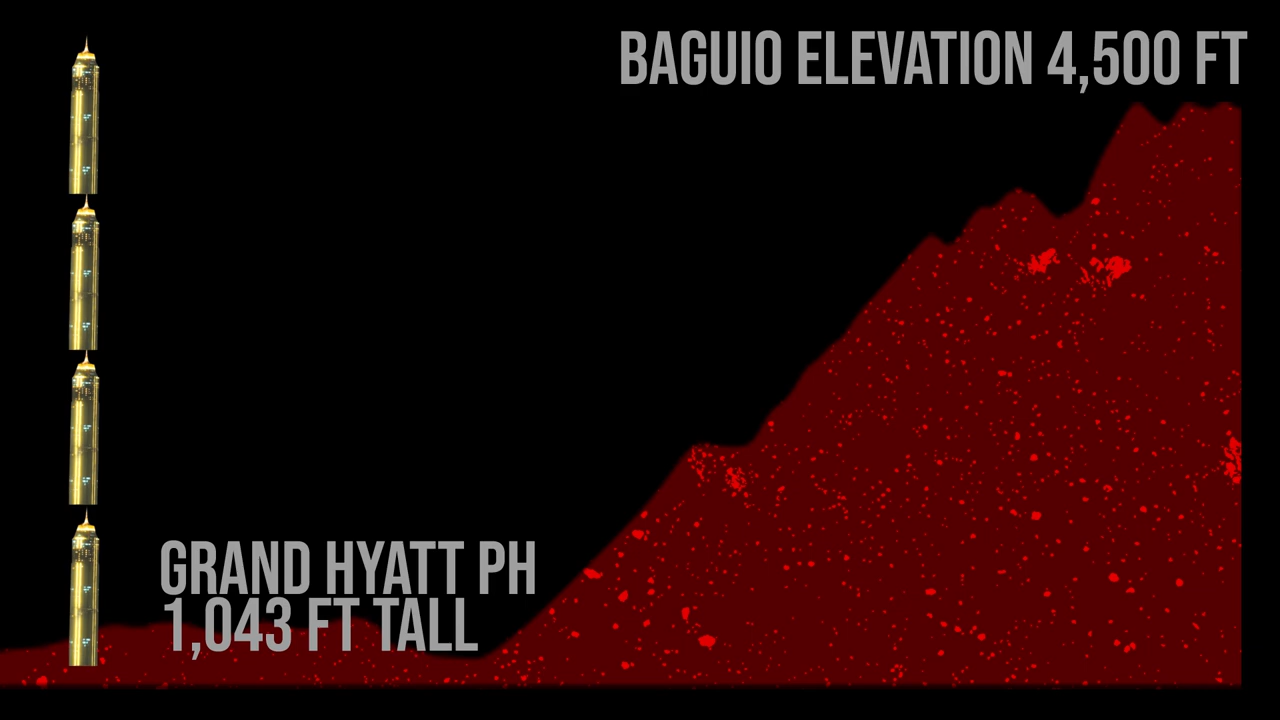 BAGUIO ELEVATION 4,500 FT
GRAND HYATT PH
1,043 FT TALL